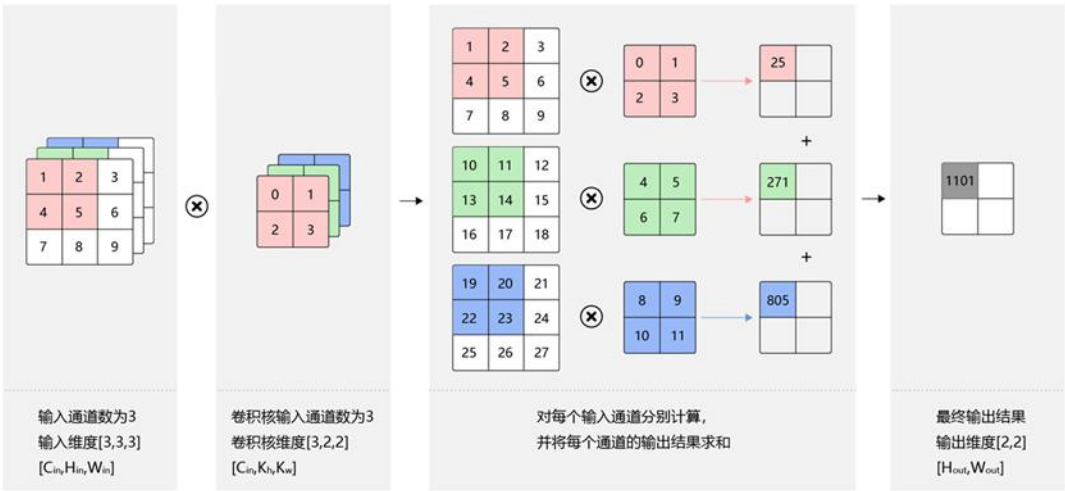 1 2 3
4 5 6
7 8 9
0 1
2 3
1 2 3
4 5 6
7 8 9
0 1
2 3
25
+
10 11 12
13 14 15
16 17 18
4 5
6 7
271
+
19 20 21
22 23 24
25 26 27
8 9
10 11
805
1101
输入通道数为3
输入维度[3,3,3]
[Cin,Hin,Win]
卷积核输入通道数为3
卷积核维度[3,2,2]
[Cin,Kh,Kw]
对每个输入通道分别计算,
并将每个通道的输出结果求和
最终输出结果
输出维度[2,2]
[Hout,Wout]